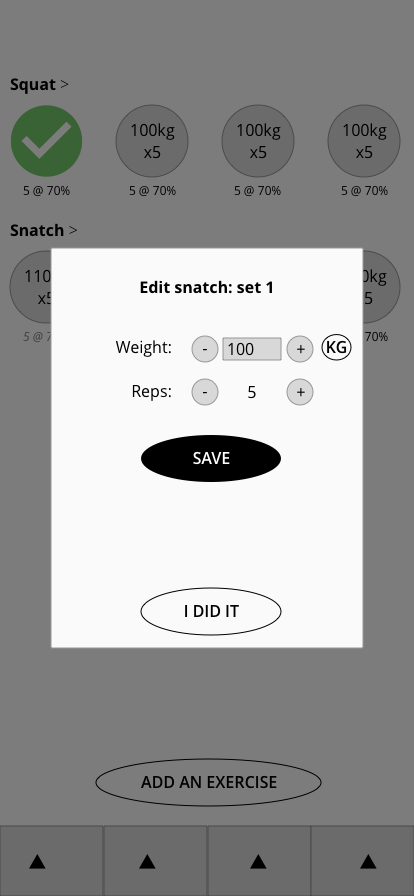 Squat >
100kg x5
100kg x5
100kg x5
5 @ 70%
5 @ 70%
5 @ 70%
5 @ 70%
Snatch >
Edit snatch: set 1
Weight: - 100 + KG
Reps: - 5 +
SAVE
I DID IT
ADD AN EXERCISE